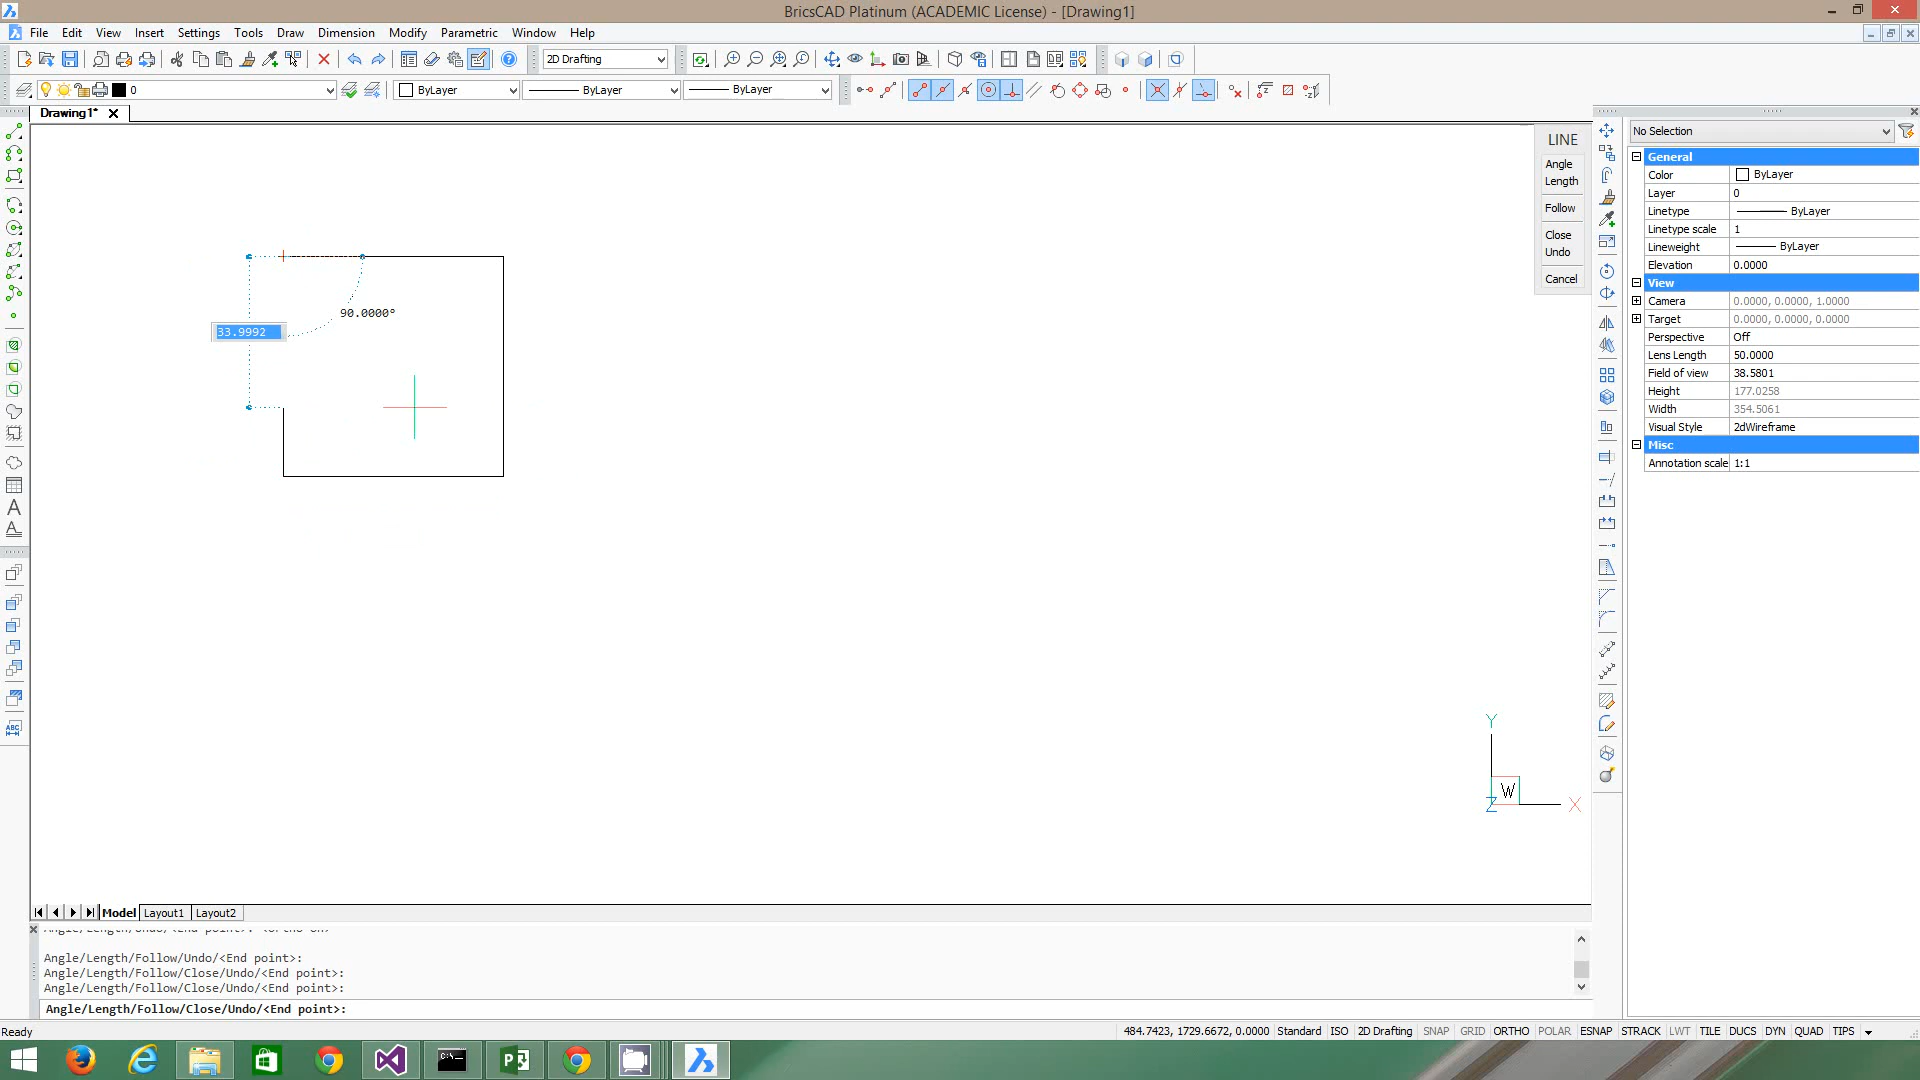 BricsCAD Platinum (ACADEMIC License) - [Drawing1]
File Edit View Insert Settings Tools Draw Dimension Modify Parametric Window Help
2D Drafting
0 ByLayer ByLayer ByLayer
Drawing1*
LINE
Angle
Length
Follow
Close
Undo
Cancel
90.0000°
33.9992
Y
W
Z
X
A
A
ABC
No Selection
General
Color ByLayer
Layer 0
Linetype ByLayer
Linetype scale 1
Lineweight ByLayer
Elevation 0.0000
View
Camera 0.0000, 0.0000, 1.0000
Target 0.0000, 0.0000, 0.0000
Perspective Off
Lens Length 50.0000
Field of view 38.5801
Height 177.0258
Width 354.5061
Visual Style 2dWireframe
Misc
Annotation scale 1:1
Model Layout1 Layout2
Angle/Length/Follow/Undo/<End point>:
Angle/Length/Follow/Close/Undo/<End point>:
Angle/Length/Follow/Close/Undo/<End point>:
Angle/Length/Follow/Close/Undo/<End point>:
Ready
484.7423, 1729.6672, 0.0000 Standard ISO 2D Drafting SNAP GRID ORTHO POLAR ESNAP STRACK LWT TILE DUCS DYN QUAD TIPS